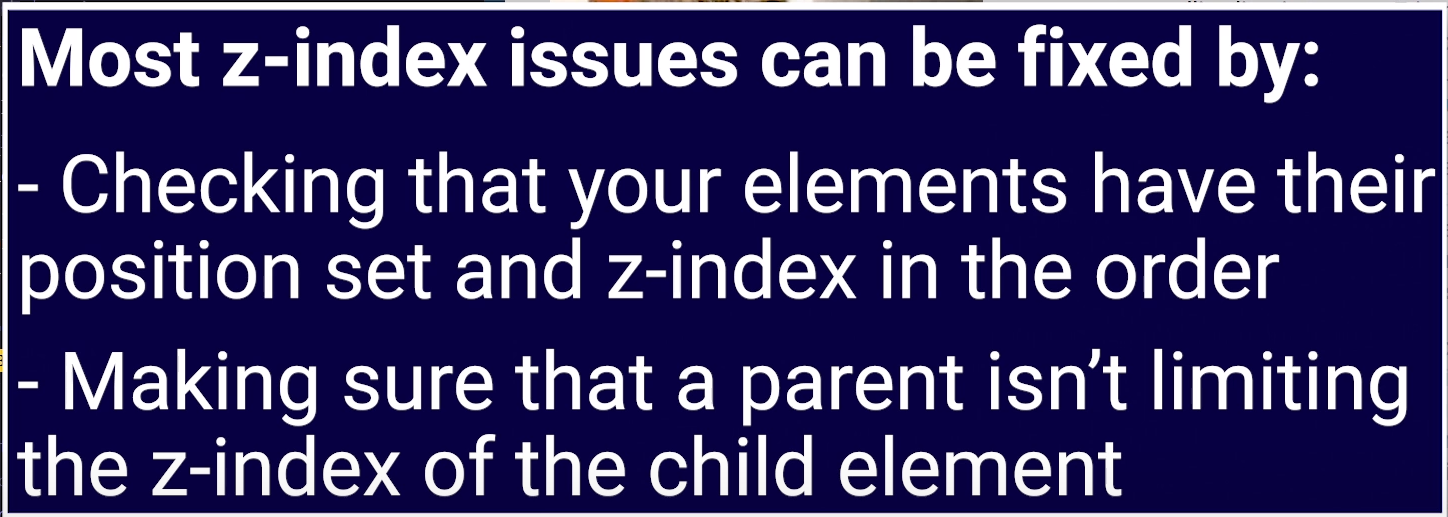 Most z-index issues can be fixed by:
- Checking that your elements have their
position set and z-index in the order
- Making sure that a parent isn’t limiting
the z-index of the child element